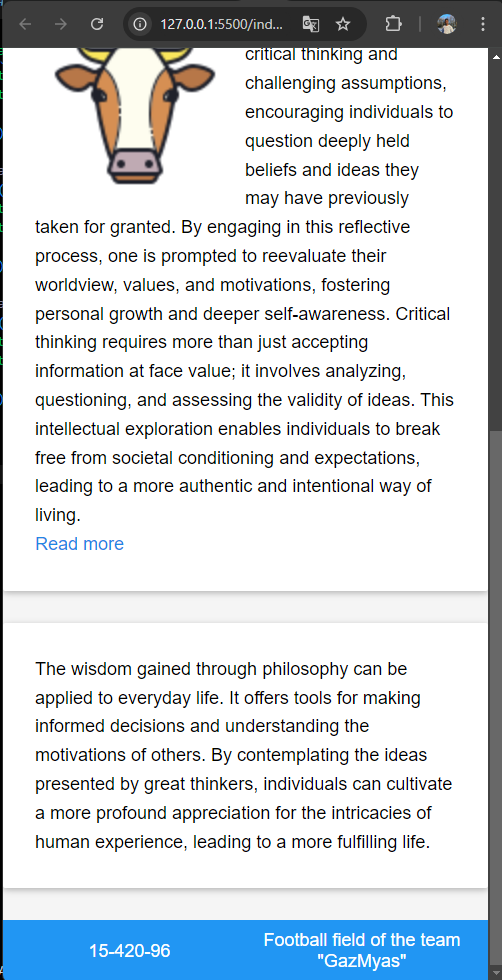 127.0.0.1:5500/ind...
critical thinking and
challenging assumptions,
encouraging individuals to
question deeply held
beliefs and ideas they
may have previously
taken for granted. By engaging in this reflective
process, one is prompted to reevaluate their
worldview, values, and motivations, fostering
personal growth and deeper self-awareness. Critical
thinking requires more than just accepting
information at face value; it involves analyzing,
questioning, and assessing the validity of ideas. This
intellectual exploration enables individuals to break
free from societal conditioning and expectations,
leading to a more authentic and intentional way of
living.
Read more
The wisdom gained through philosophy can be
applied to everyday life. It offers tools for making
informed decisions and understanding the
motivations of others. By contemplating the ideas
presented by great thinkers, individuals can cultivate
a more profound appreciation for the intricacies of
human experience, leading to a more fulfilling life.
15-420-96
Football field of the team
"GazMyas"